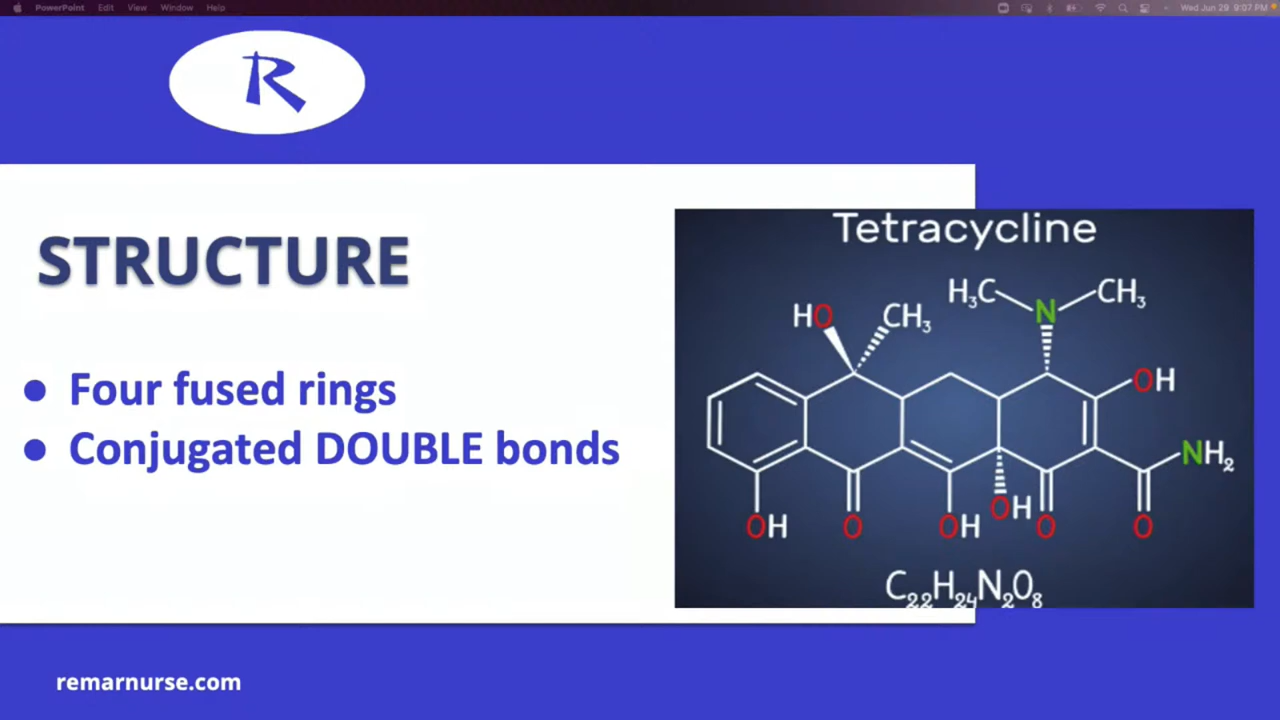 PowerPoint Edit View Window Help Wed Jun 29 9:07 PM
R
STRUCTURE
• Four fused rings
• Conjugated DOUBLE bonds
Tetracycline
H₃C N CH₃
HO CH₃
OH
NH₂
OH
OH O OH O O
C₂₂H₂₄N₂O₈
remarnurse.com